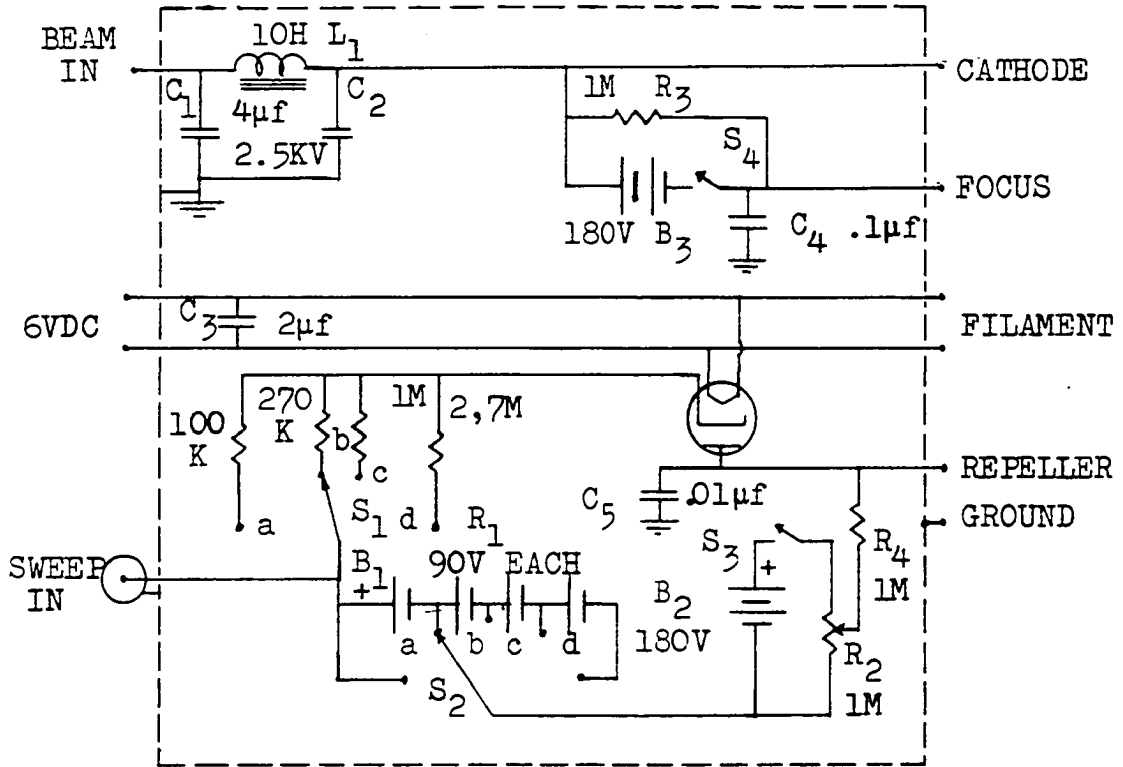 BEAM IN
10H L1
C1
4µf
C2
2.5KV
1M R3
S4
CATHODE
FOCUS
180V B3
C4 .1µf
6VDC
C3
2µf
FILAMENT
100 K
270 K
b
1M
2,7M
c
a
S1
d
R1
C5
.01µf
REPELLER
GROUND
SWEEP IN
B1
+
90V EACH
a
b
c
d
S2
S3
+
B2
180V
R4
1M
R2
1M